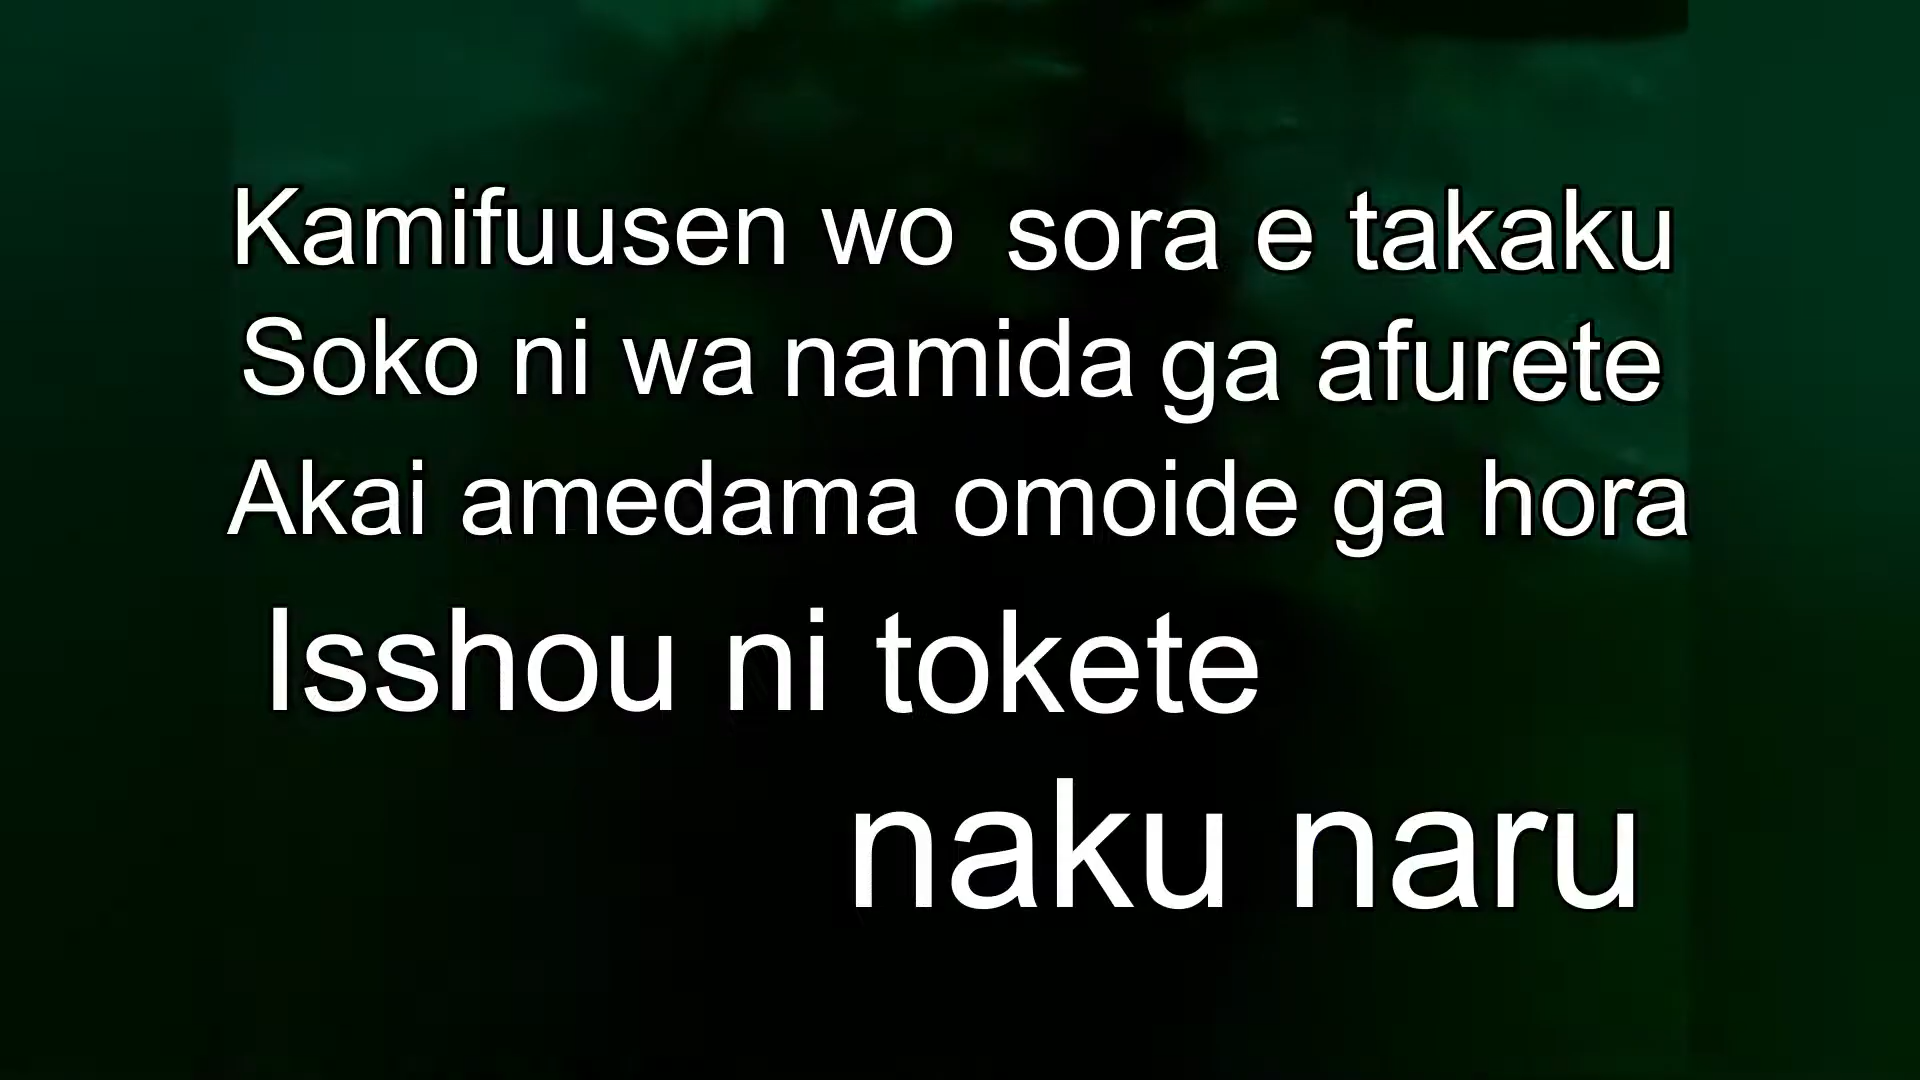 Kamifuusen wo sora e takaku
Soko ni wa namida ga afurete
Akai amedama omoide ga hora
Isshou ni tokete
naku naru